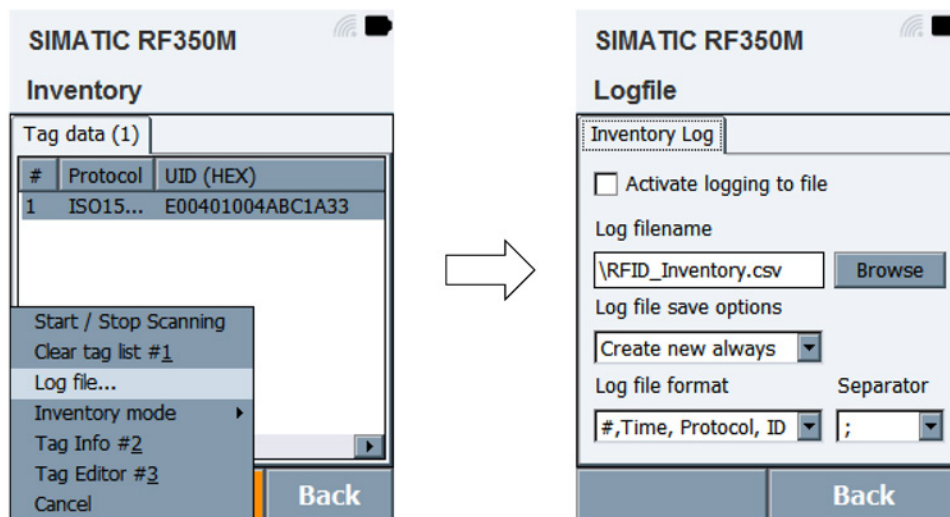 SIMATIC RF350M
Inventory
Tag data (1)
# Protocol UID (HEX)
1 ISO15... E00401004ABC1A33
Start / Stop Scanning
Clear tag list #1
Log file...
Inventory mode
Tag Info #2
Tag Editor #3
Cancel
Back
SIMATIC RF350M
Logfile
Inventory Log
Activate logging to file
Log filename
\RFID_Inventory.csv Browse
Log file save options
Create new always
Log file format Separator
#,Time, Protocol, ID ;
Back